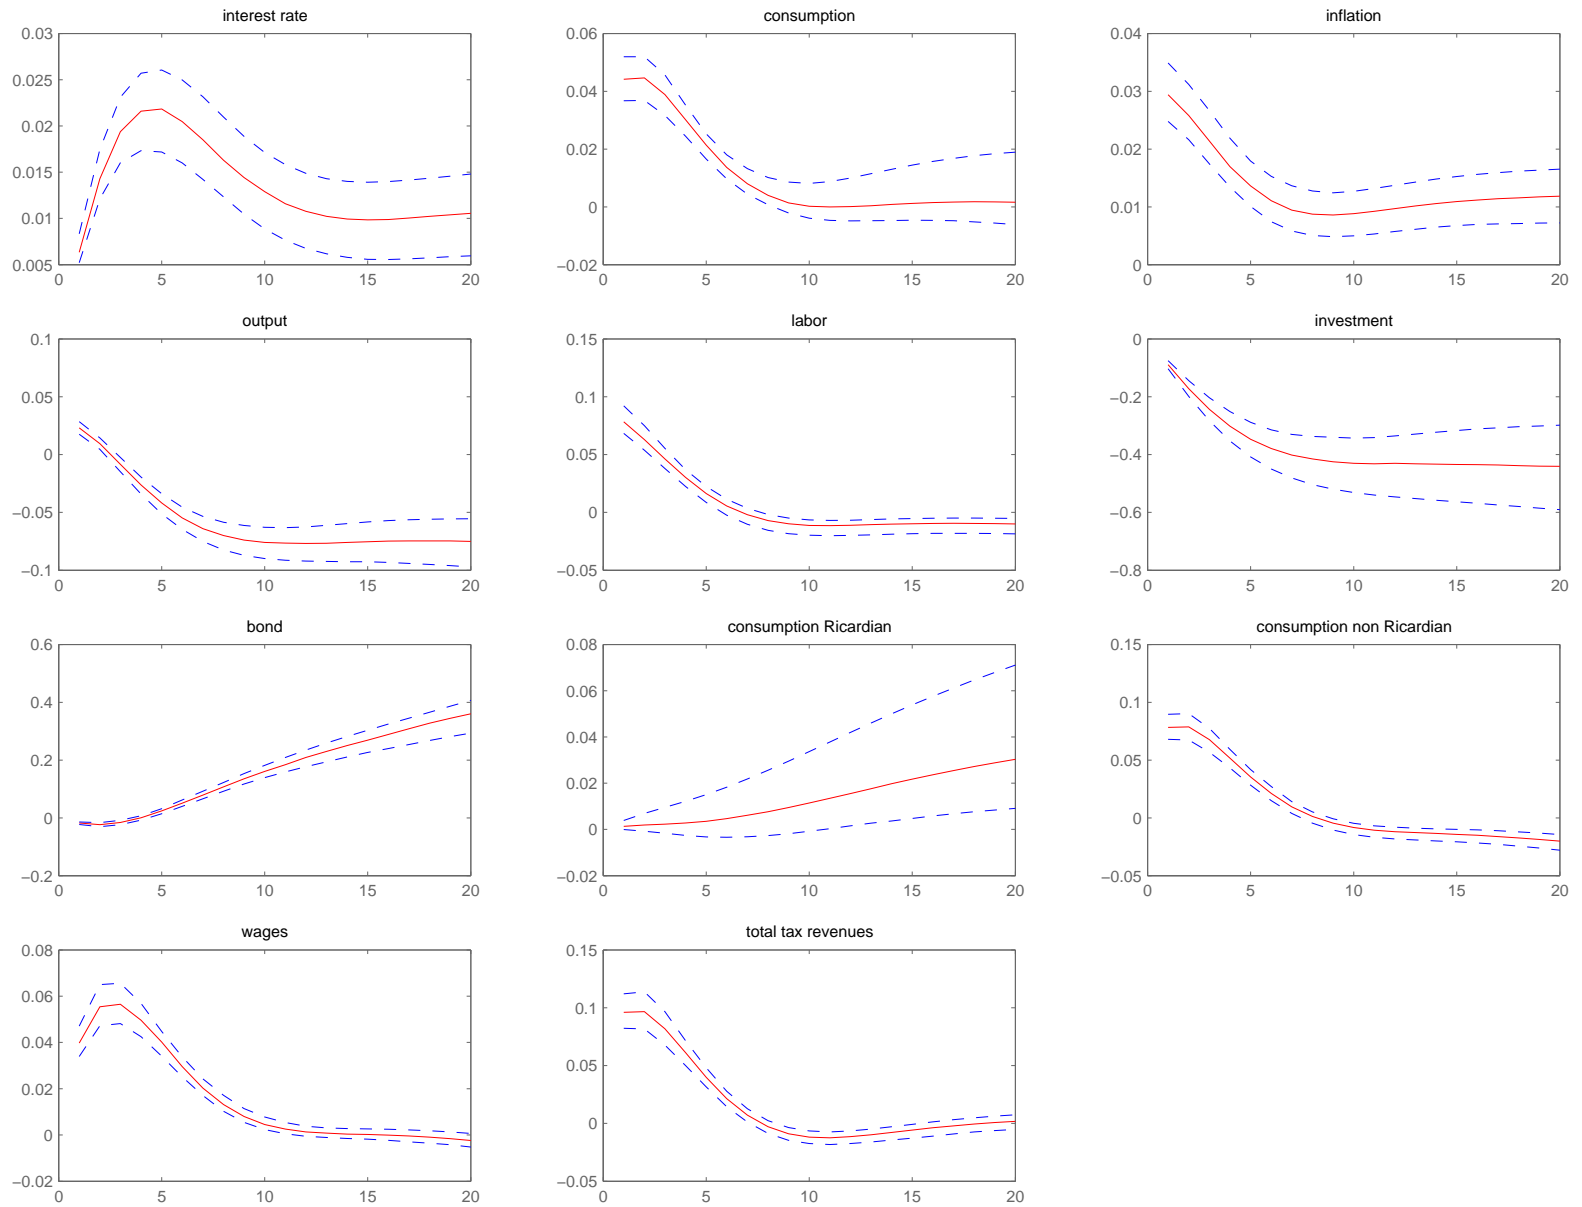 interest rate
0.03
0.025
0.02
0.015
0.01
0.005
0 5 10 15 20
consumption
0.06
0.04
0.02
0
−0.02
0 5 10 15 20
inflation
0.04
0.03
0.02
0.01
0
0 5 10 15 20
output
0.1
0.05
0
−0.05
−0.1
0 5 10 15 20
labor
0.15
0.1
0.05
0
−0.05
0 5 10 15 20
investment
0
−0.2
−0.4
−0.6
−0.8
0 5 10 15 20
bond
0.6
0.4
0.2
0
−0.2
0 5 10 15 20
consumption Ricardian
0.08
0.06
0.04
0.02
0
−0.02
0 5 10 15 20
consumption non Ricardian
0.15
0.1
0.05
0
−0.05
0 5 10 15 20
wages
0.08
0.06
0.04
0.02
0
−0.02
0 5 10 15 20
total tax revenues
0.15
0.1
0.05
0
−0.05
0 5 10 15 20